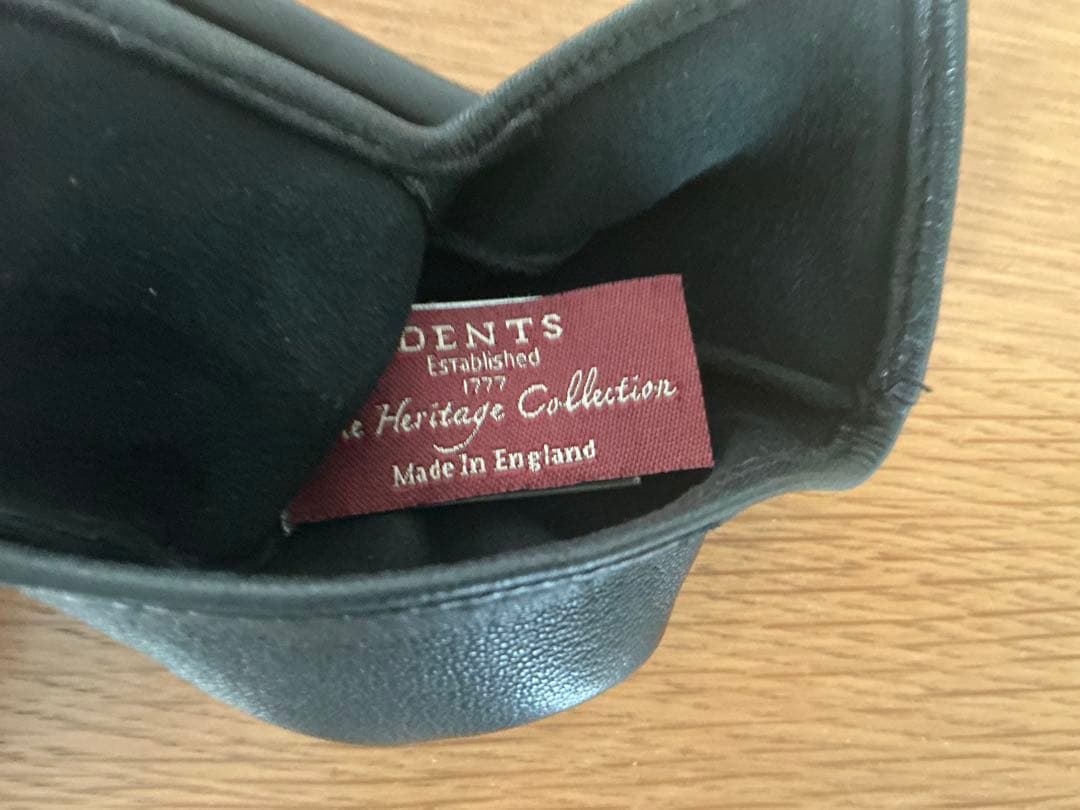 DENTS
Established
1777
Heritage Collection
Made In England